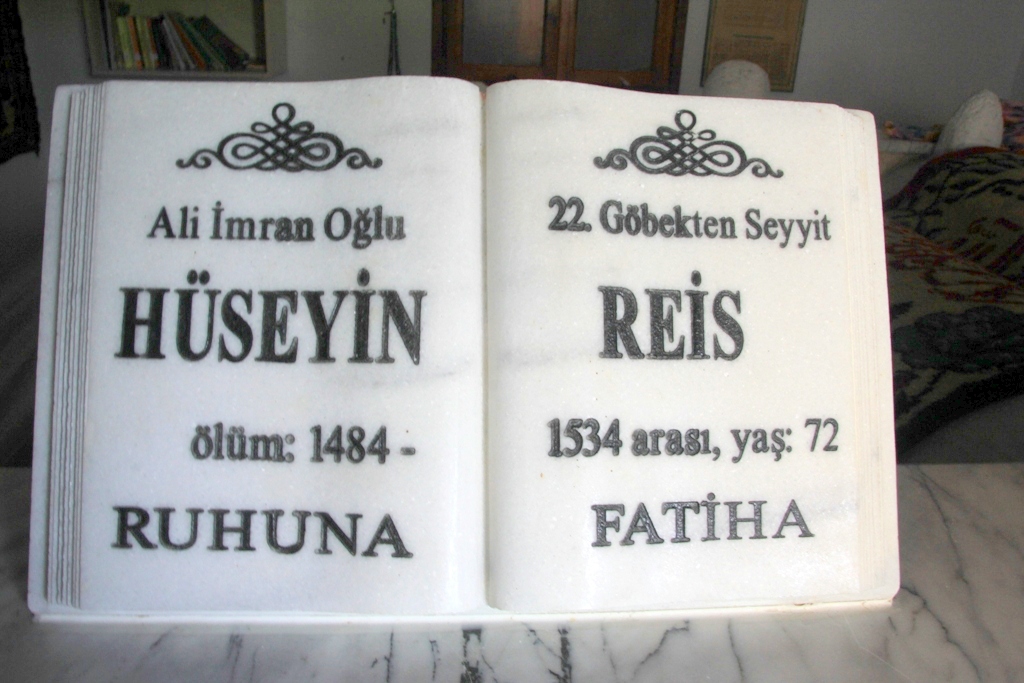 Ali İmran Oğlu
HÜSEYİN
ölüm: 1484 -
RUHUNA
22. Göbekten Seyyit
REİS
1534 arası, yaş: 72
FATİHA